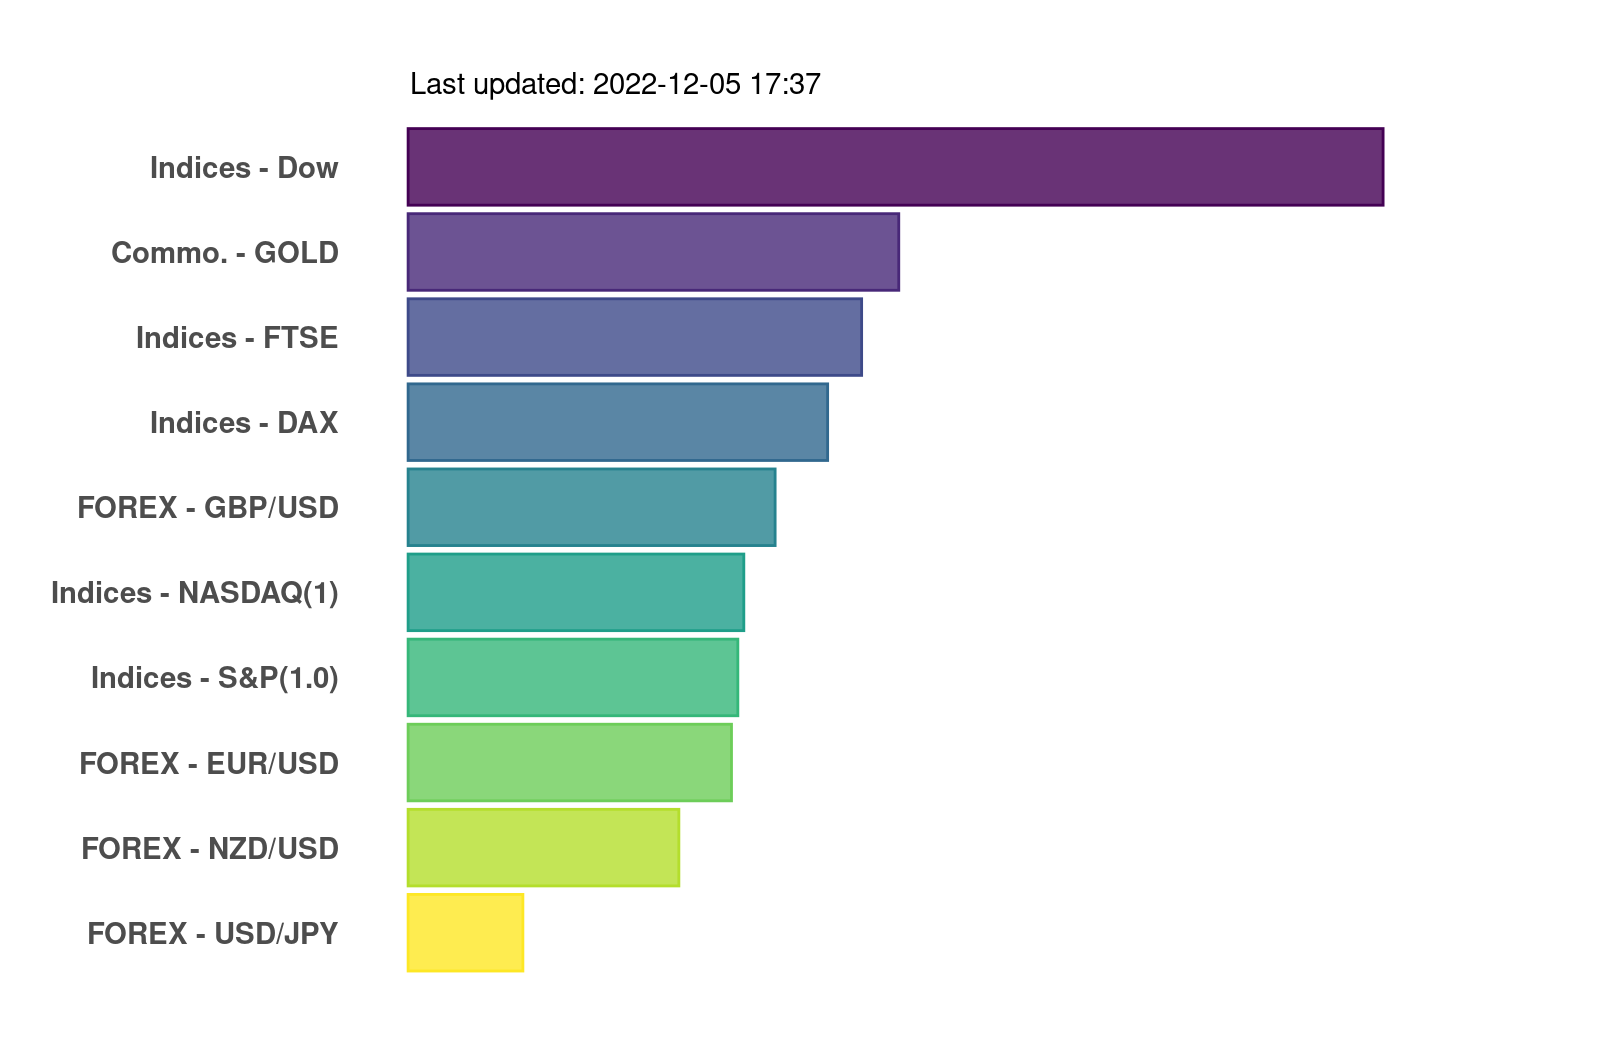 Last updated: 2022-12-05 17:37
Indices - Dow
Commo. - GOLD
Indices - FTSE
Indices - DAX
FOREX - GBP/USD
Indices - NASDAQ(1)
Indices - S&P(1.0)
FOREX - EUR/USD
FOREX - NZD/USD
FOREX - USD/JPY